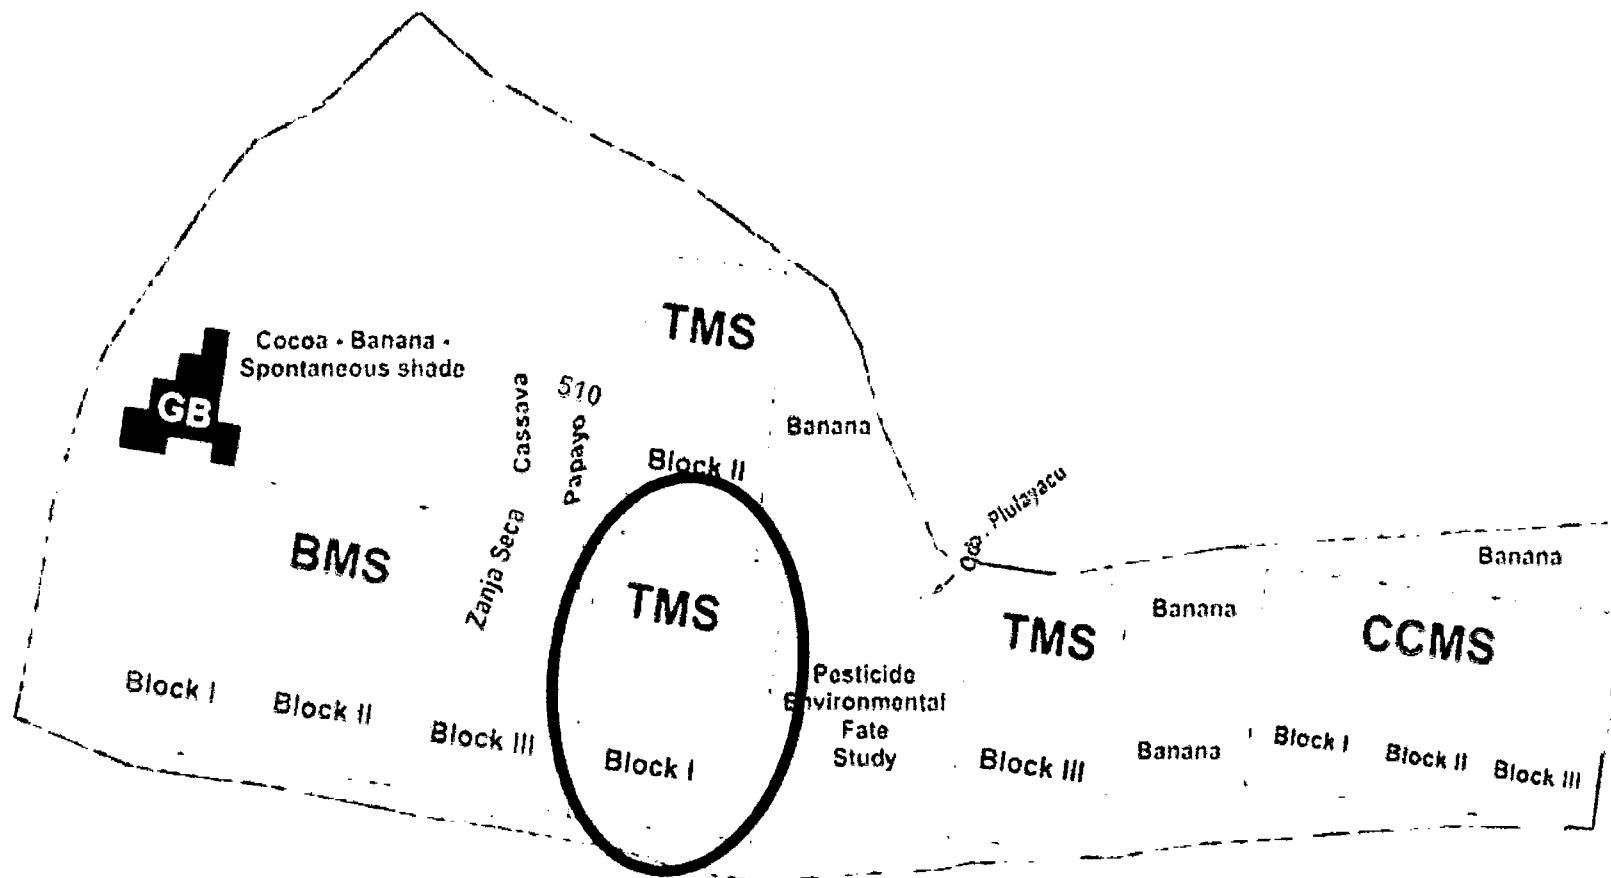 TMS
Cocoa - Banana -
Spontaneous shade
GB
Cassava
510
Papayo
Banana
Block II
Qda. Plulayacu
Zanja Seca
BMS
TMS
TMS
Banana
Banana
CCMS
Block I
Block II
Block III
Block I
Pesticide
Environmental
Fate
Study
Block III
Banana
Block I
Block II
Block III